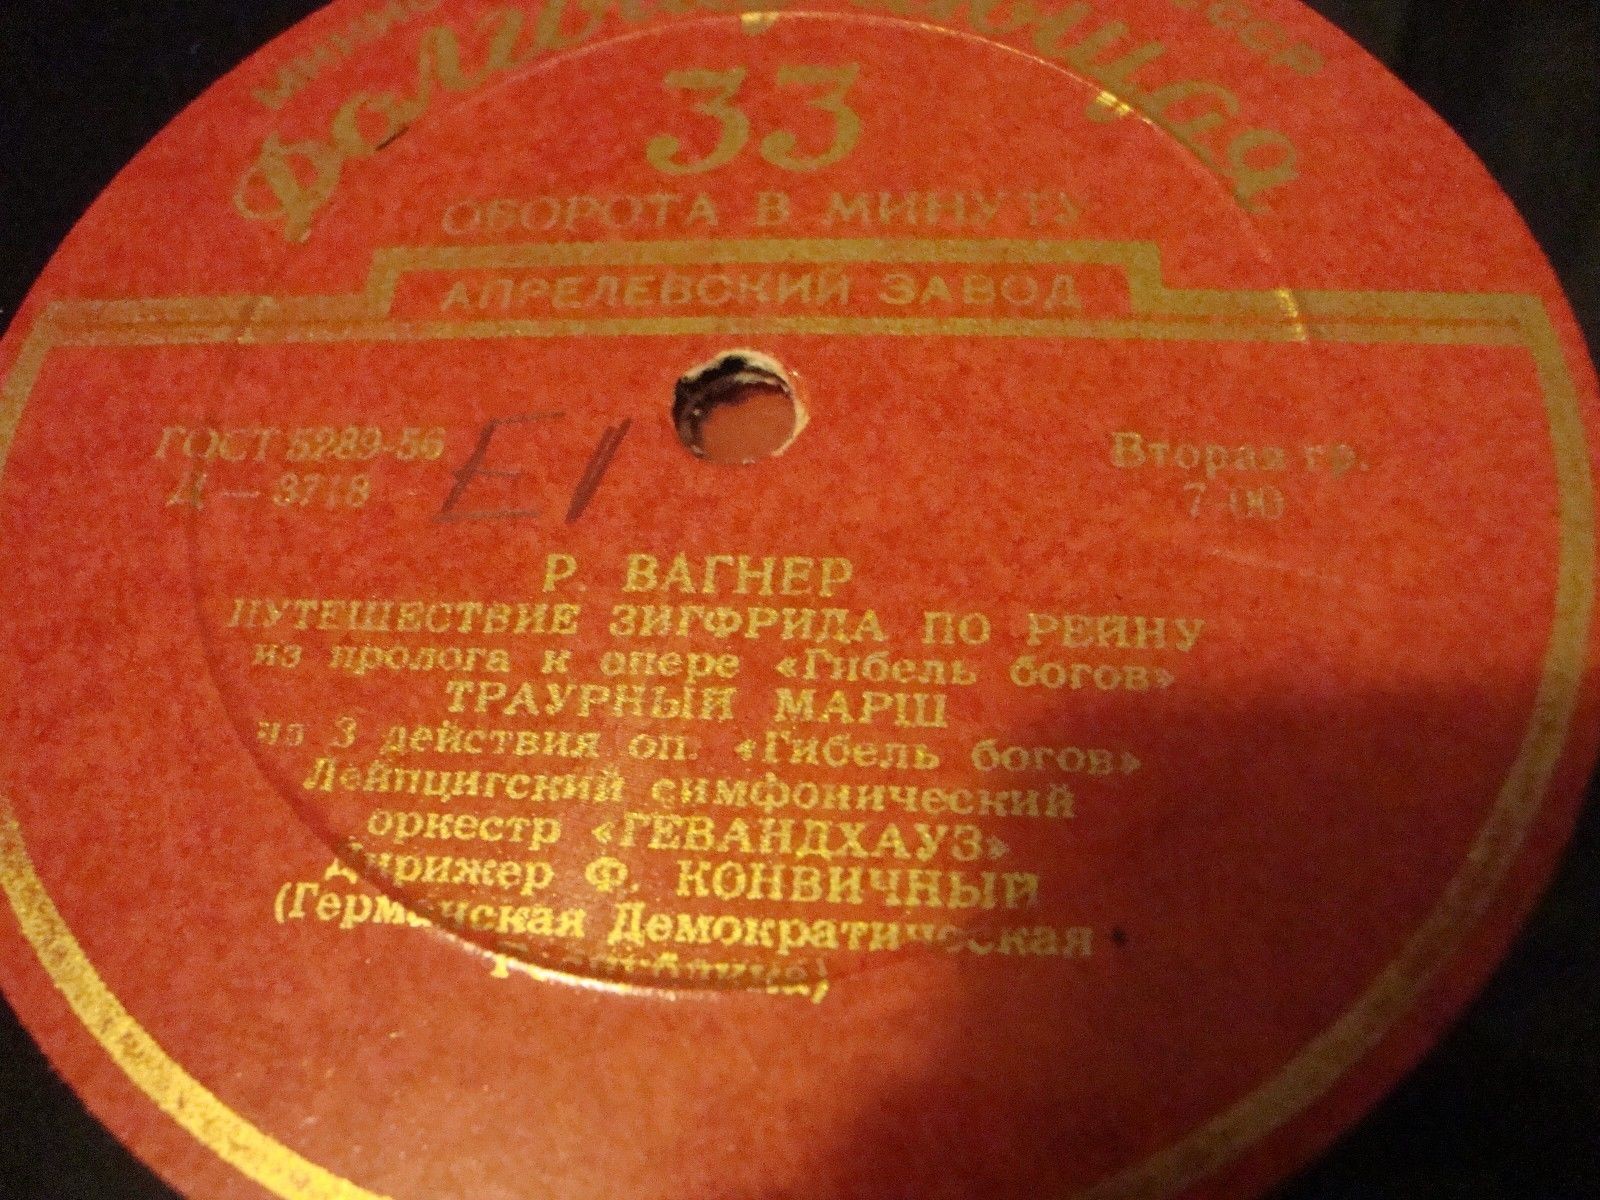 33
ОБОРОТА В МИНУТУ
АПРЕЛЕВСКИЙ ЗАВОД
ГОСТ 5289-56
Д — 3718
E1
Вторая гр.
7-00
Р. ВАГНЕР
ПУТЕШЕСТВИЕ ЗИГФРИДА ПО РЕЙНУ
из пролога к опере «Гибель богов»
ТРАУРНЫЙ МАРШ
из 3 действия оп. «Гибель богов»
Лейпцигский симфонический
оркестр «ГЕВАНДХАУЗ»
Дирижер Ф. КОНВИЧНЫЙ
(Германская Демократическая
Республика)